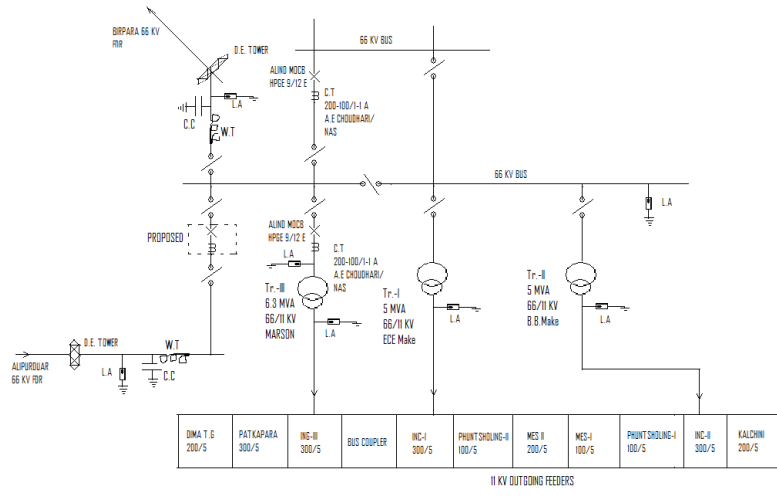 BIRPARA 66 KV
FDR
D.E. TOWER
L.A
C.C
W.T
66 KV BUS
ALIND MOCB
HPGE 9/12 E
C.T
200-100/1-1 A
A.E CHOUDHARI/
NAS
66 KV BUS
L.A
PROPOSED
ALIND MOCB
HPGE 9/12 E
C.T
200-100/1-1 A
A.E CHOUDHARI/
NAS
L.A
Tr.-III
6.3 MVA
66/11 KV
MARSON
L.A
Tr.-I
5 MVA
66/11 KV
ECE Make
L.A
Tr.-II
5 MVA
66/11 KV
B.B.Make
L.A
D.E. TOWER
W.T
ALIPURDUAR
66 KV FDR
L.A
C.C
DIMA T.G
200/5
PATKAPARA
300/5
ING-III
300/5
BUS COUPLER
INC-I
300/5
PHUNTSHOLING-II
100/5
MES II
200/5
MES-I
100/5
PHUNTSHOLING-I
100/5
INC-II
300/5
KALCHINI
200/5
11 KV OUTGOING FEEDERS